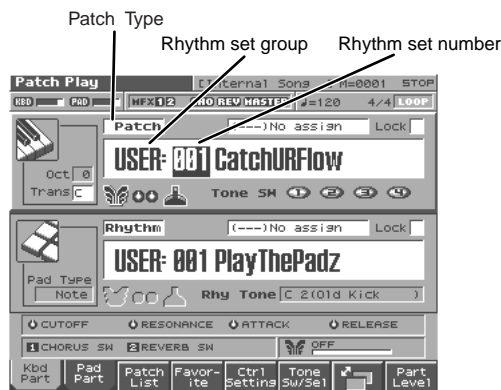 Patch Type
Rhythm set group
Rhythm set number
Patch Play [Internal Song M=0001 STOP
KBD PAD MFX 1 2 CHO REV MASTER ♩=120 4/4 LOOP
Patch (---)No assign Lock
USER: 001 CatchURFlow
Oct 0
Trans C
Tone SW 1 2 3 4
Rhythm (---)No assign Lock
USER: 001 PlayThePadz
Pad Type
Note
Rhy Tone C 2(Old Kick )
CUTOFF RESONANCE ATTACK RELEASE
1 CHORUS SW 2 REVERB SW OFF
Kbd Part
Pad Part
Patch List
Favor-ite
Ctrl Setting
Tone Sw/Sel
Part Level